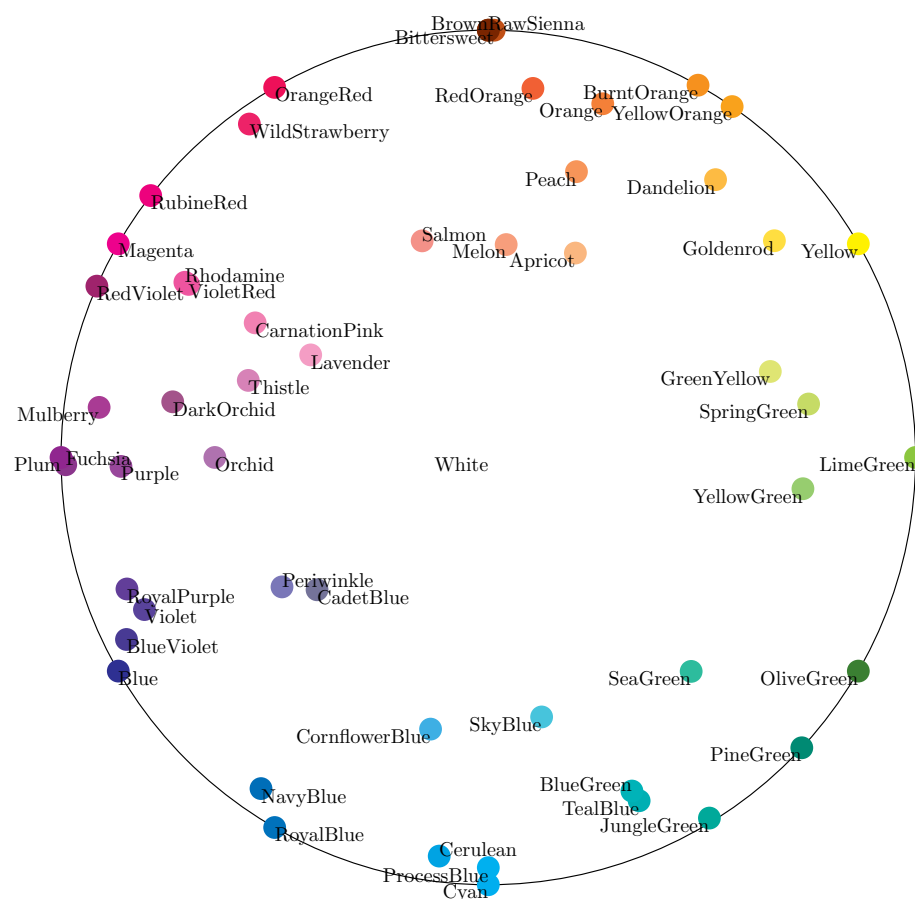 BrownRawSienna
Bittersweet
OrangeRed
RedOrange
BurntOrange
Orange
YellowOrange
WildStrawberry
Peach
Dandelion
RubineRed
Salmon
Magenta
Melon
Apricot
Goldenrod
Yellow
Rhodamine
RedViolet
VioletRed
CarnationPink
Lavender
Thistle
GreenYellow
Mulberry
DarkOrchid
SpringGreen
Plum
Fuchsia
Purple
Orchid
White
LimeGreen
YellowGreen
Periwinkle
RoyalPurple
CadetBlue
Violet
BlueViolet
Blue
SeaGreen
OliveGreen
CornflowerBlue
SkyBlue
PineGreen
NavyBlue
BlueGreen
TealBlue
JungleGreen
RoyalBlue
Cerulean
ProcessBlue
Cyan